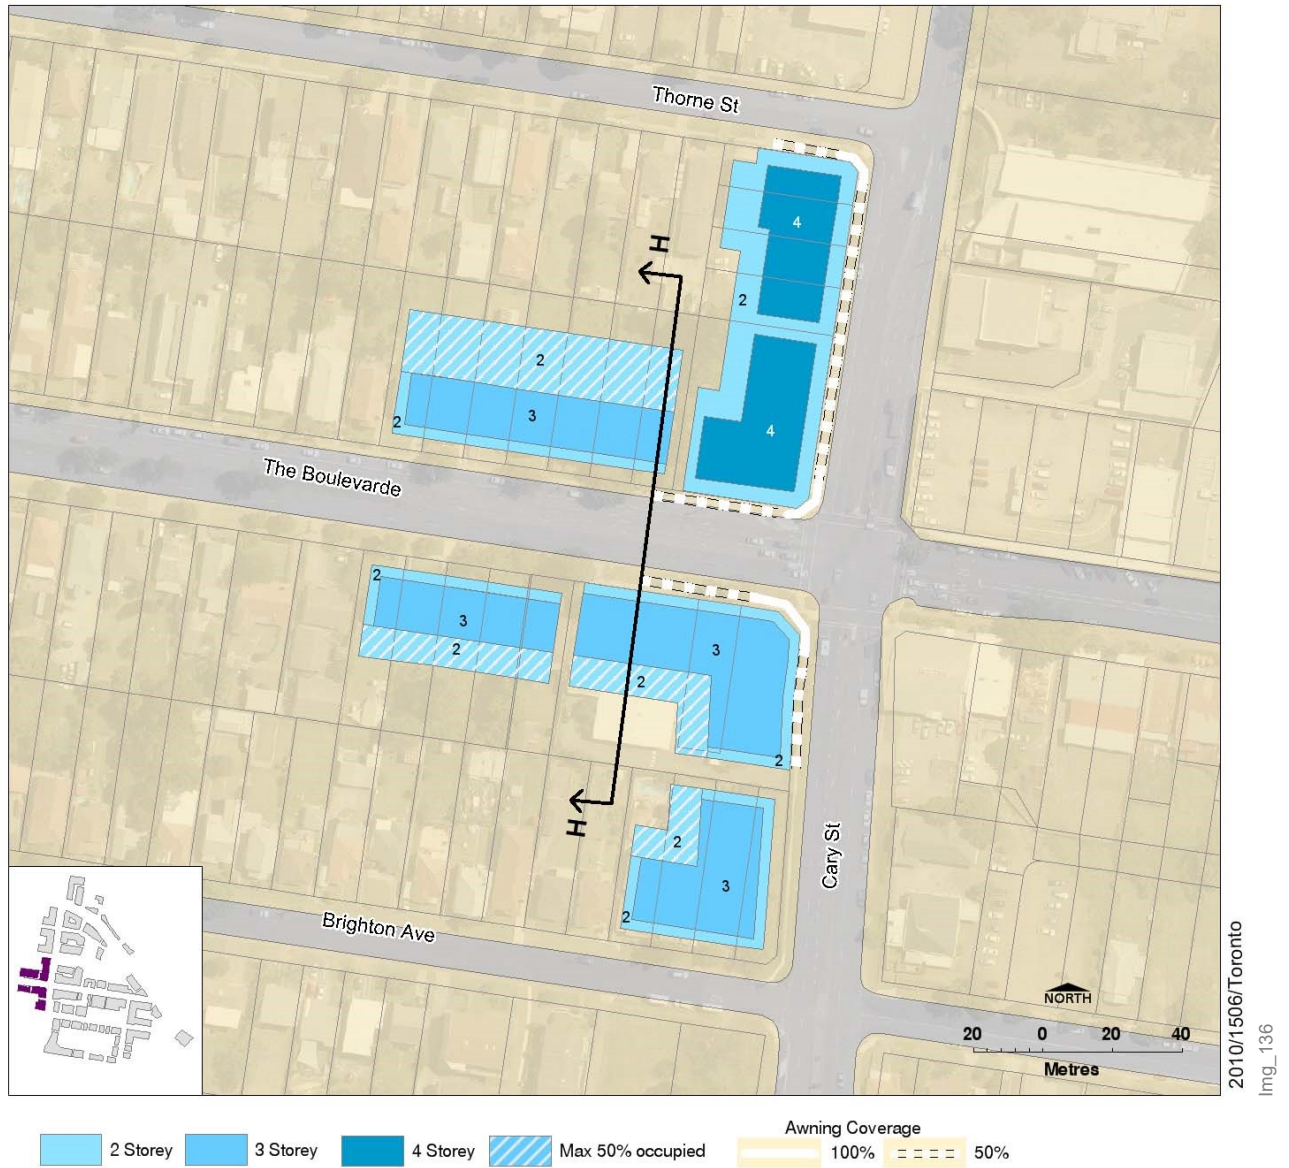 Thorne St
4
H
2
2
3
2
4
The Boulevarde
2
3
2
3
2
2
H
2
3
2
Cary St
Brighton Ave
NORTH
20 0 20 40
Metres
2010/1506/Toronto
Img_136
2 Storey 3 Storey 4 Storey Max 50% occupied
Awning Coverage
100% 50%